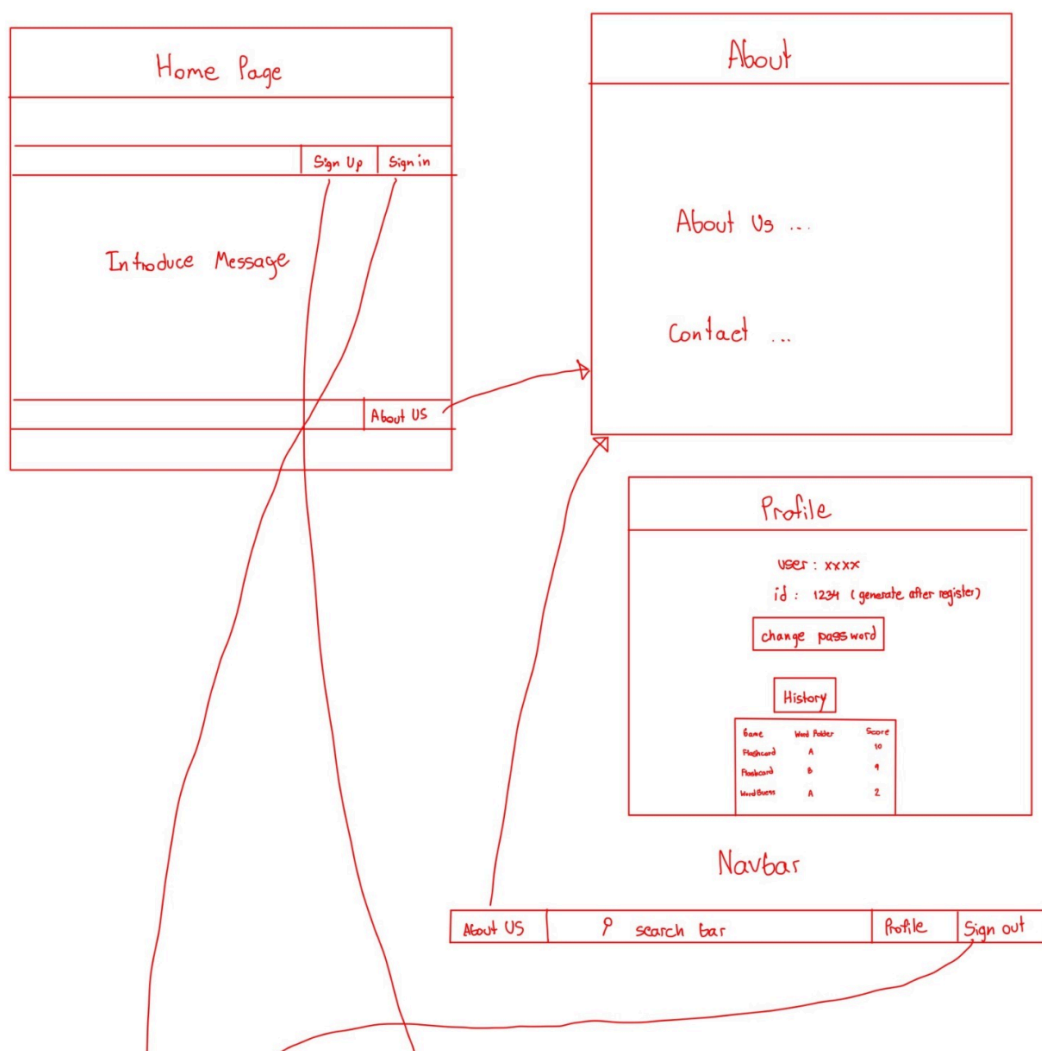 Home Page
Sign Up Sign in
Introduce Message
About US
About
About Us ...
Contact ...
Profile
user : xxxx
id : 1234 (generate after register)
change password
History
Game Word Folder Score
Flashcard A 10
Flashcard B 9
WordGuess A 2
Navbar
About US search bar Profile Sign out